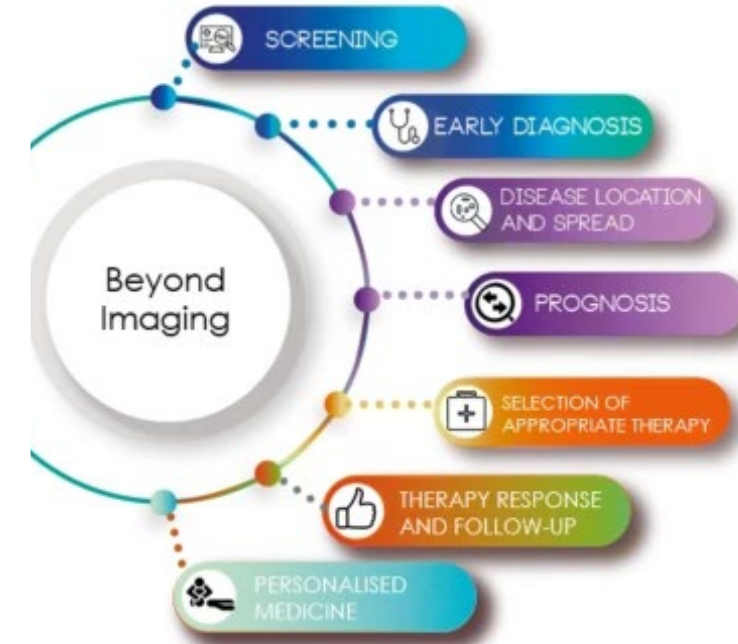 SCREENING
EARLY DIAGNOSIS
DISEASE LOCATION
AND SPREAD
Beyond
Imaging
PROGNOSIS
SELECTION OF
APPROPRIATE THERAPY
THERAPY RESPONSE
AND FOLLOW-UP
PERSONALISED
MEDICINE